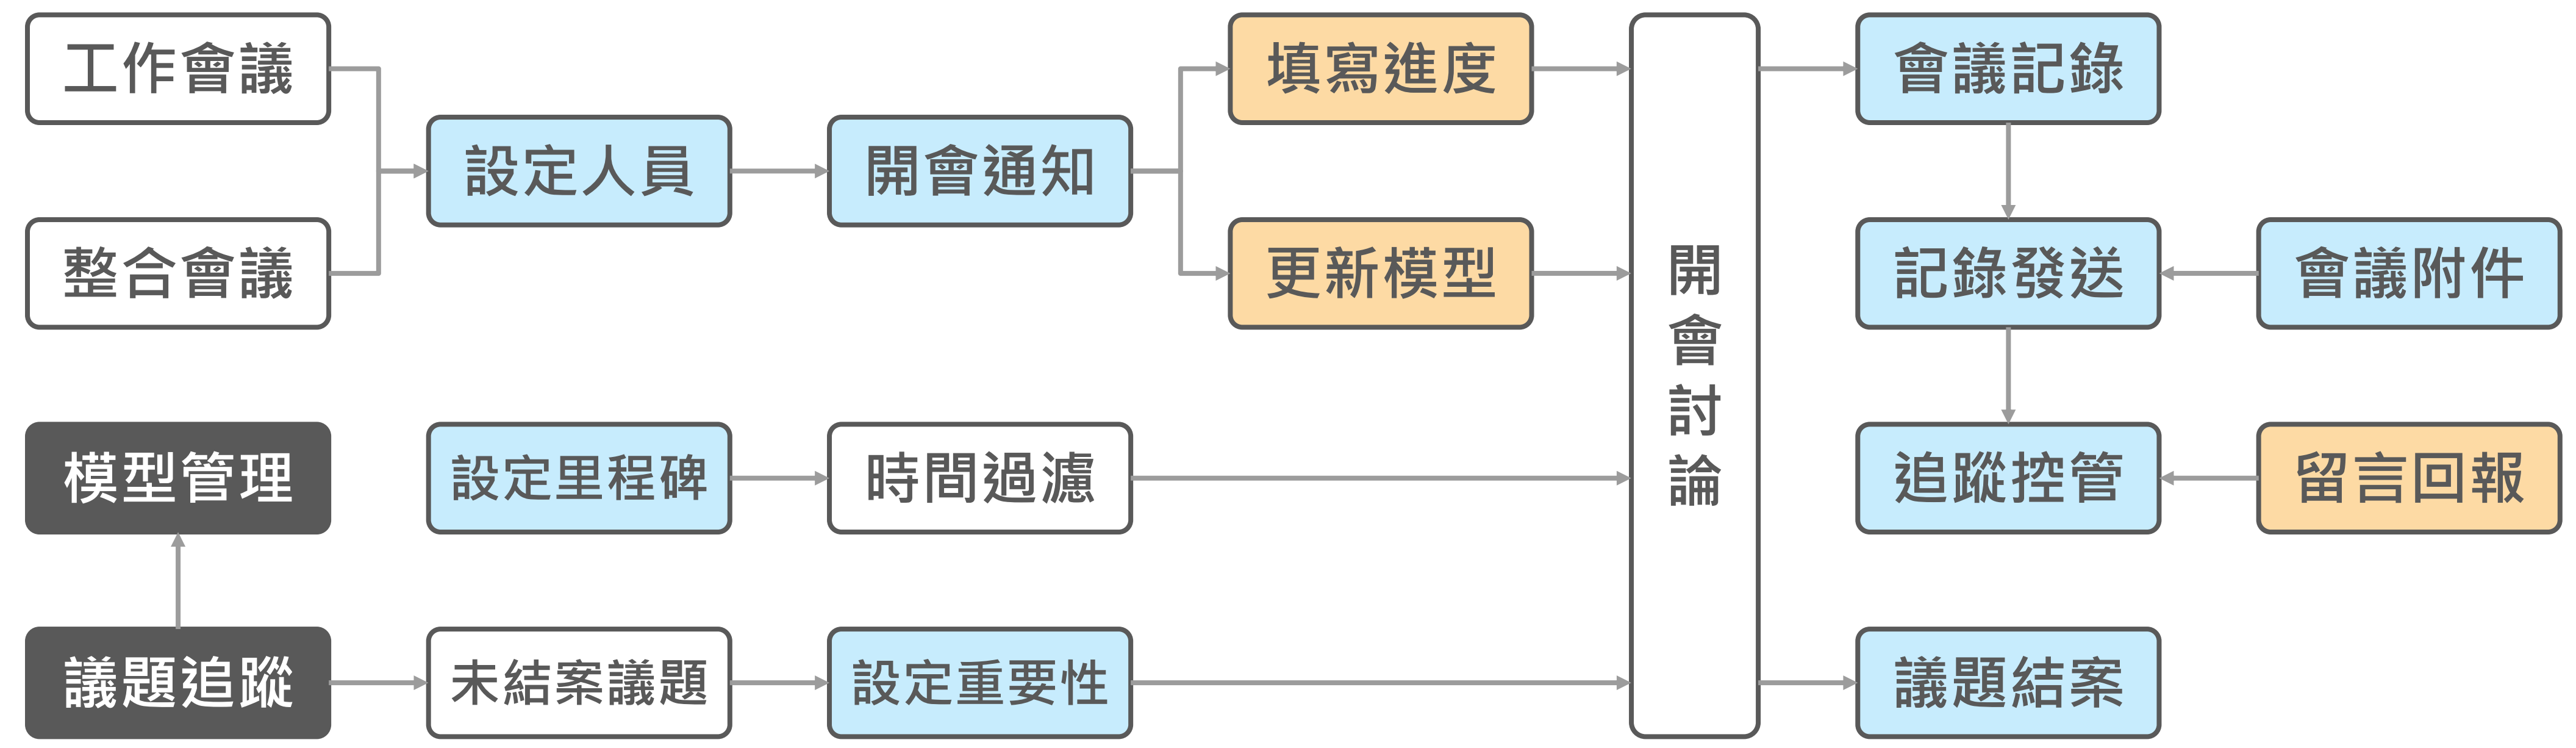 工作會議
填寫進度
會議記錄
設定人員
開會通知
整合會議
更新模型
記錄發送
會議附件
開會討論
模型管理
設定里程碑
時間過濾
追蹤控管
留言回報
議題追蹤
未結案議題
設定重要性
議題結案